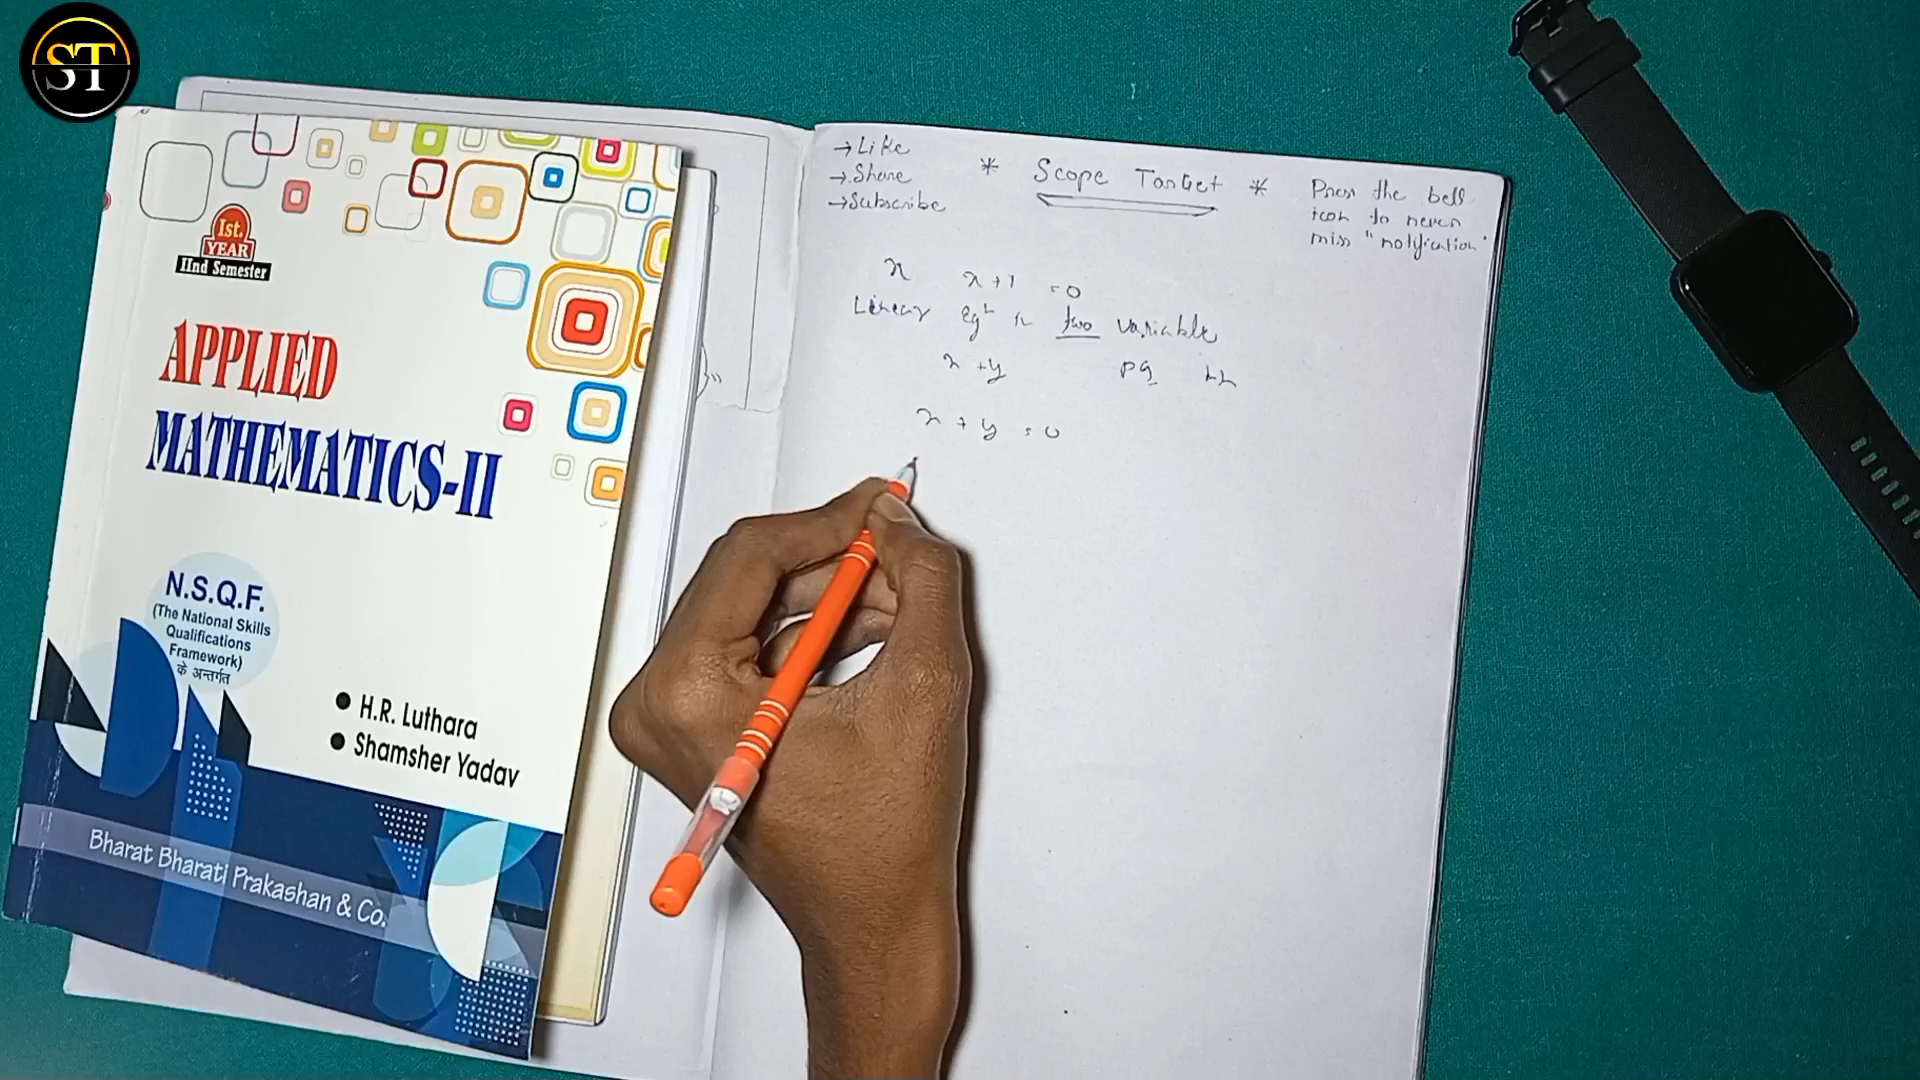 ST
1st.
YEAR
IInd Semester
APPLIED
MATHEMATICS-II
N.S.Q.F.
(The National Skills
Qualifications
Framework)
के अन्तर्गत
● H.R. Luthara
● Shamsher Yadav
Bharat Bharati Prakashan & Co.
→ Like
→ Share
→ Subscribe
* Scope Target *
Press the bell
icon to never
miss "notification"
x x + 1 = 0
Linear Eqⁿ in two variable
x + y pq
x + y = 0